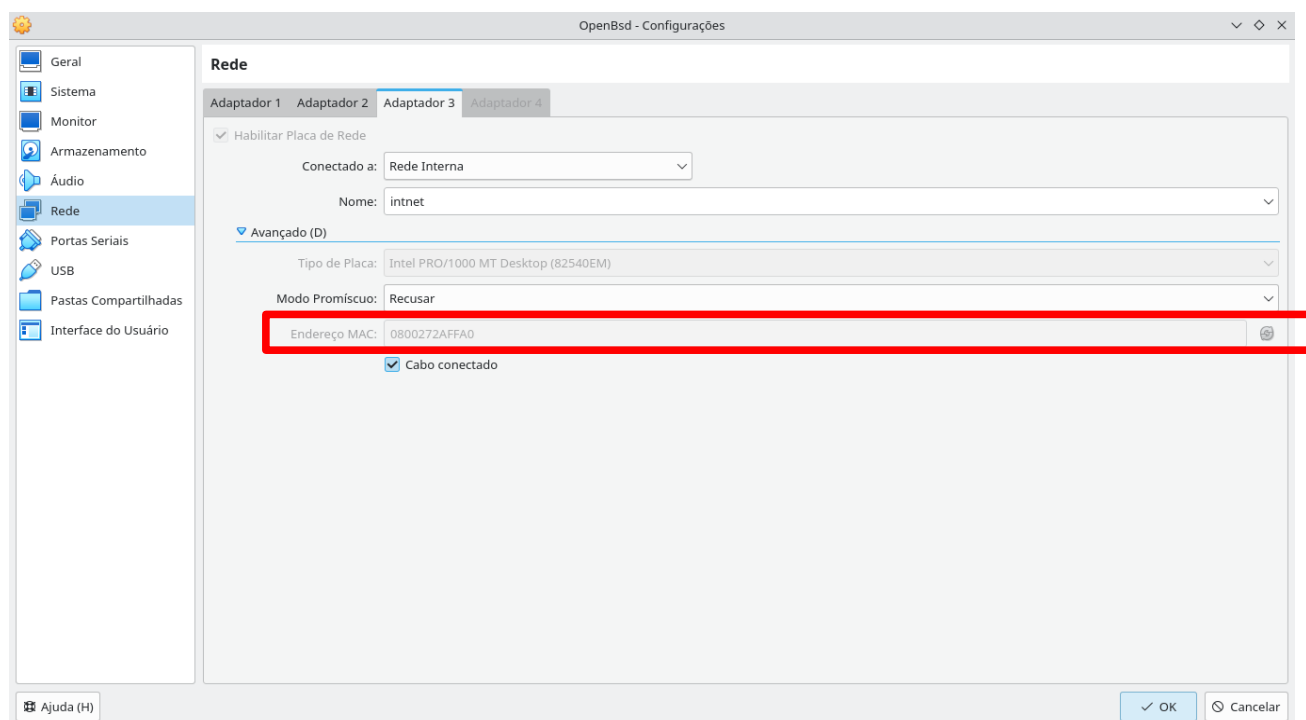 OpenBsd - Configurações
Geral
Sistema
Monitor
Armazenamento
Áudio
Rede
Portas Seriais
USB
Pastas Compartilhadas
Interface do Usuário
Rede
Adaptador 1 Adaptador 2 Adaptador 3 Adaptador 4
Habilitar Placa de Rede
Conectado a: Rede Interna
Nome: intnet
Avançado (D)
Tipo de Placa: Intel PRO/1000 MT Desktop (82540EM)
Modo Promíscuo: Recusar
Endereço MAC: 0800272AFFA0
Cabo conectado
Ajuda (H)
OK
Cancelar